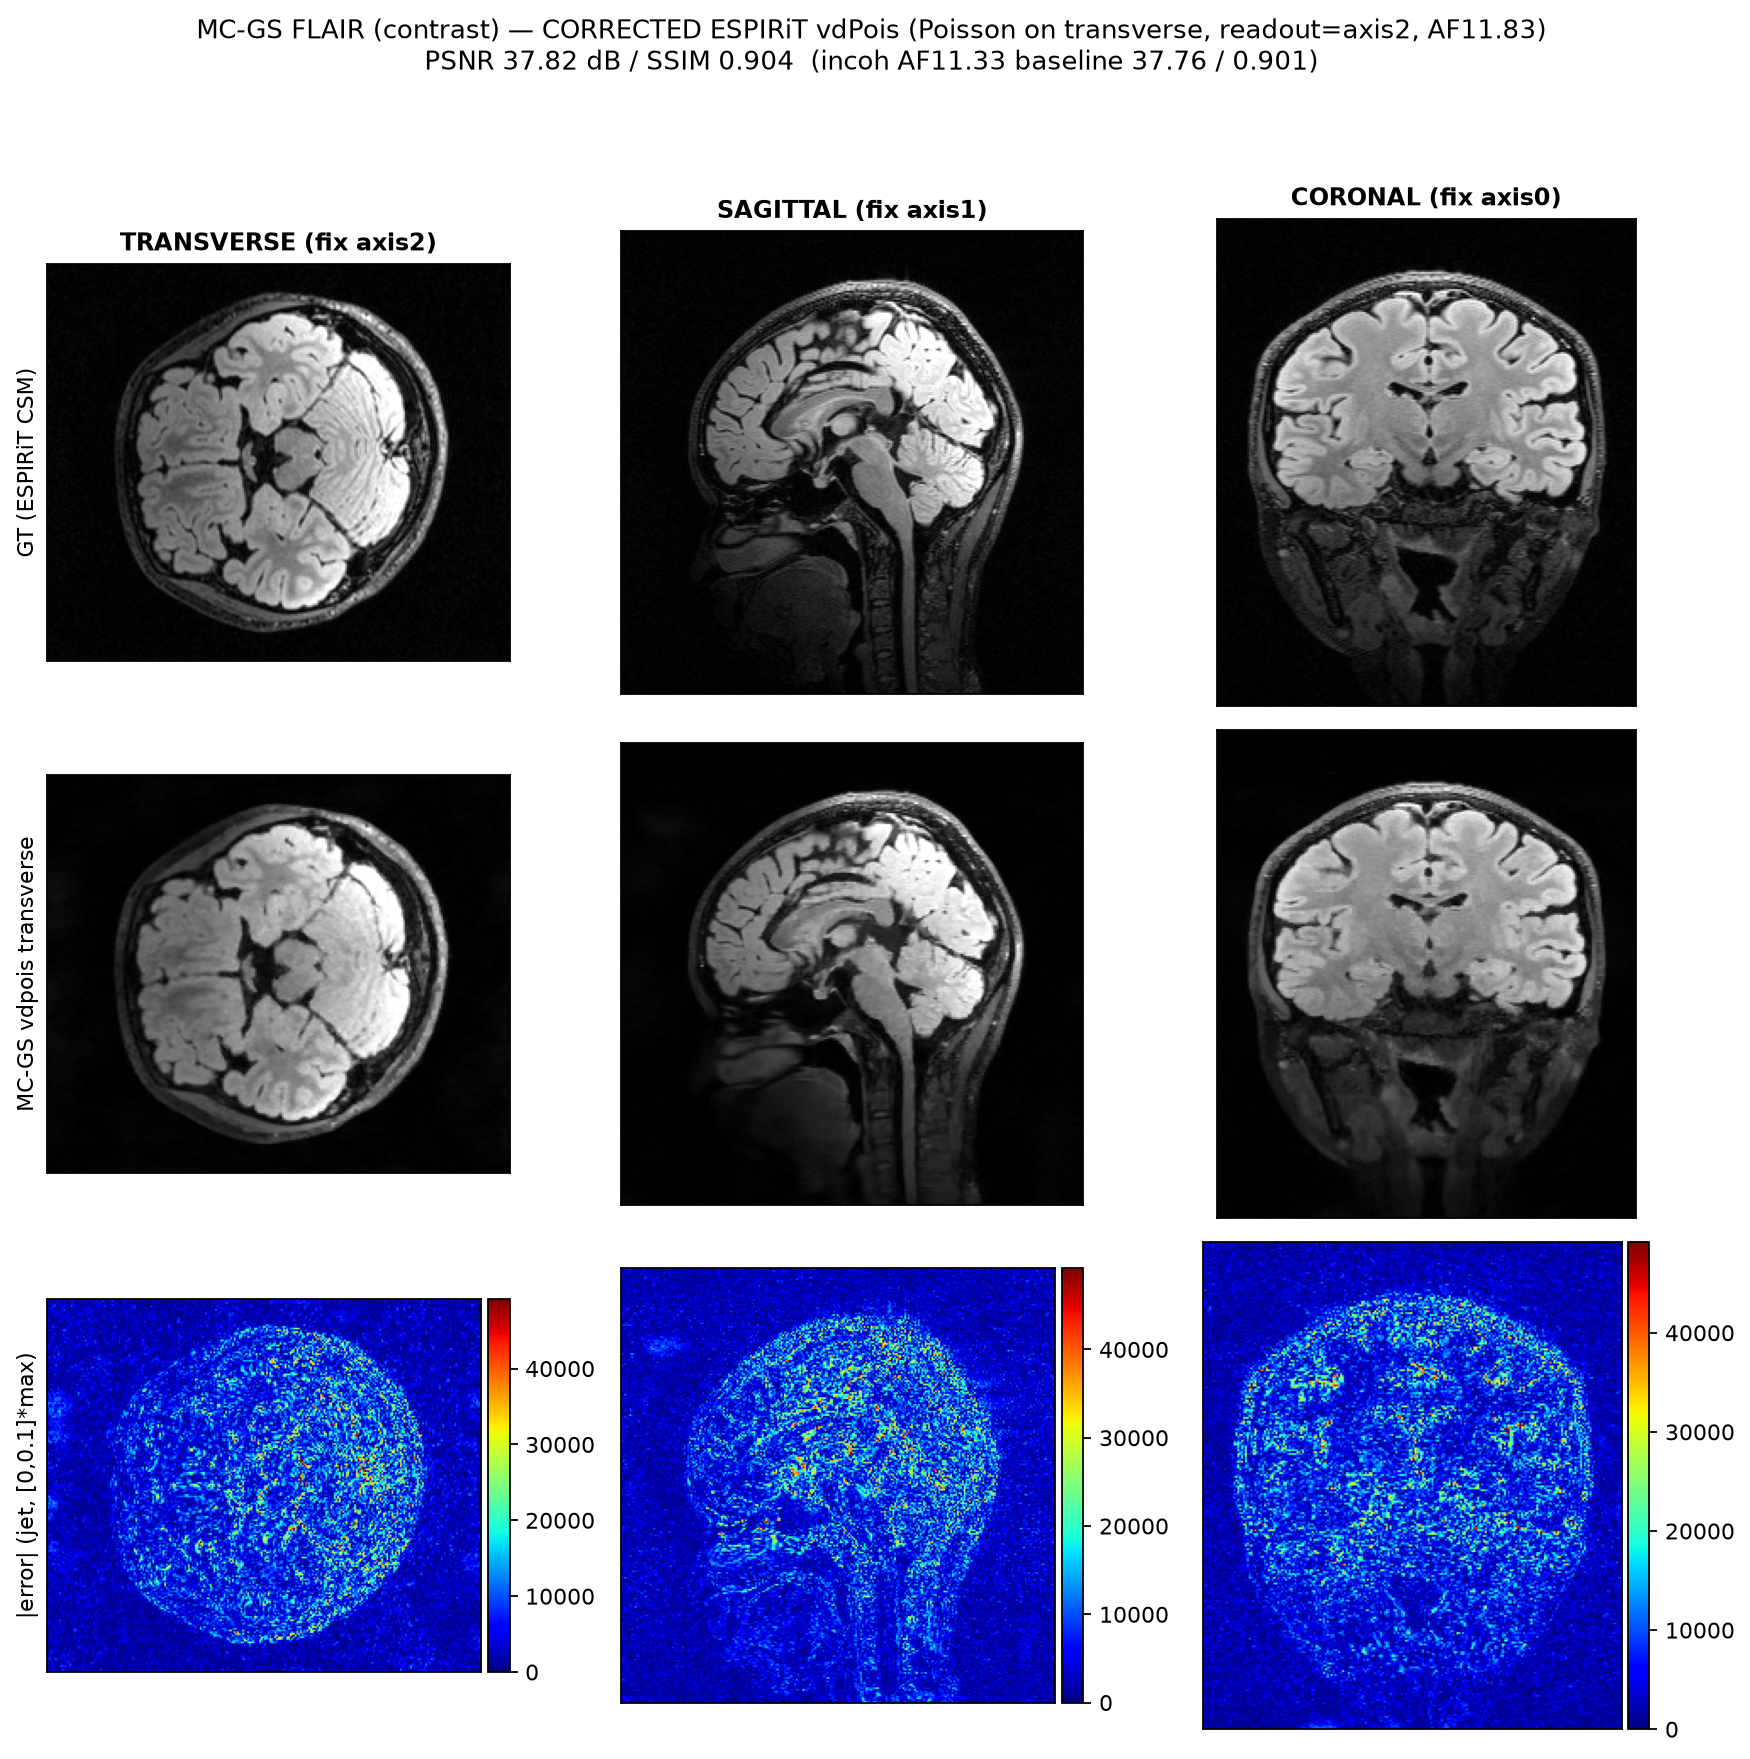 MC-GS FLAIR (contrast) — CORRECTED ESPIRiT vdPois (Poisson on transverse, readout=axis2, AF11.83)
PSNR 37.82 dB / SSIM 0.904  (incoh AF11.33 baseline 37.76 / 0.901)
TRANSVERSE (fix axis2)
SAGITTAL (fix axis1)
CORONAL (fix axis0)
GT (ESPIRiT CSM)
MC-GS vdpois transverse
|error| (jet, [0,0.1]*max)
40000
30000
20000
10000
0
40000
30000
20000
10000
0
40000
30000
20000
10000
0